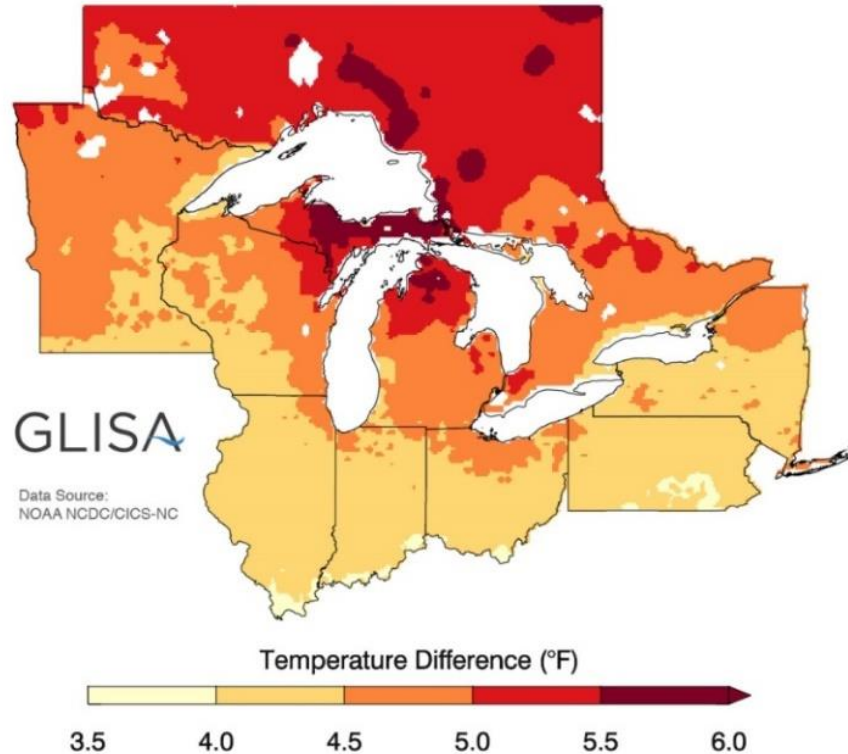 GLISA
Data Source:
NOAA NCDC/CICS-NC
Temperature Difference (°F)
3.5 4.0 4.5 5.0 5.5 6.0